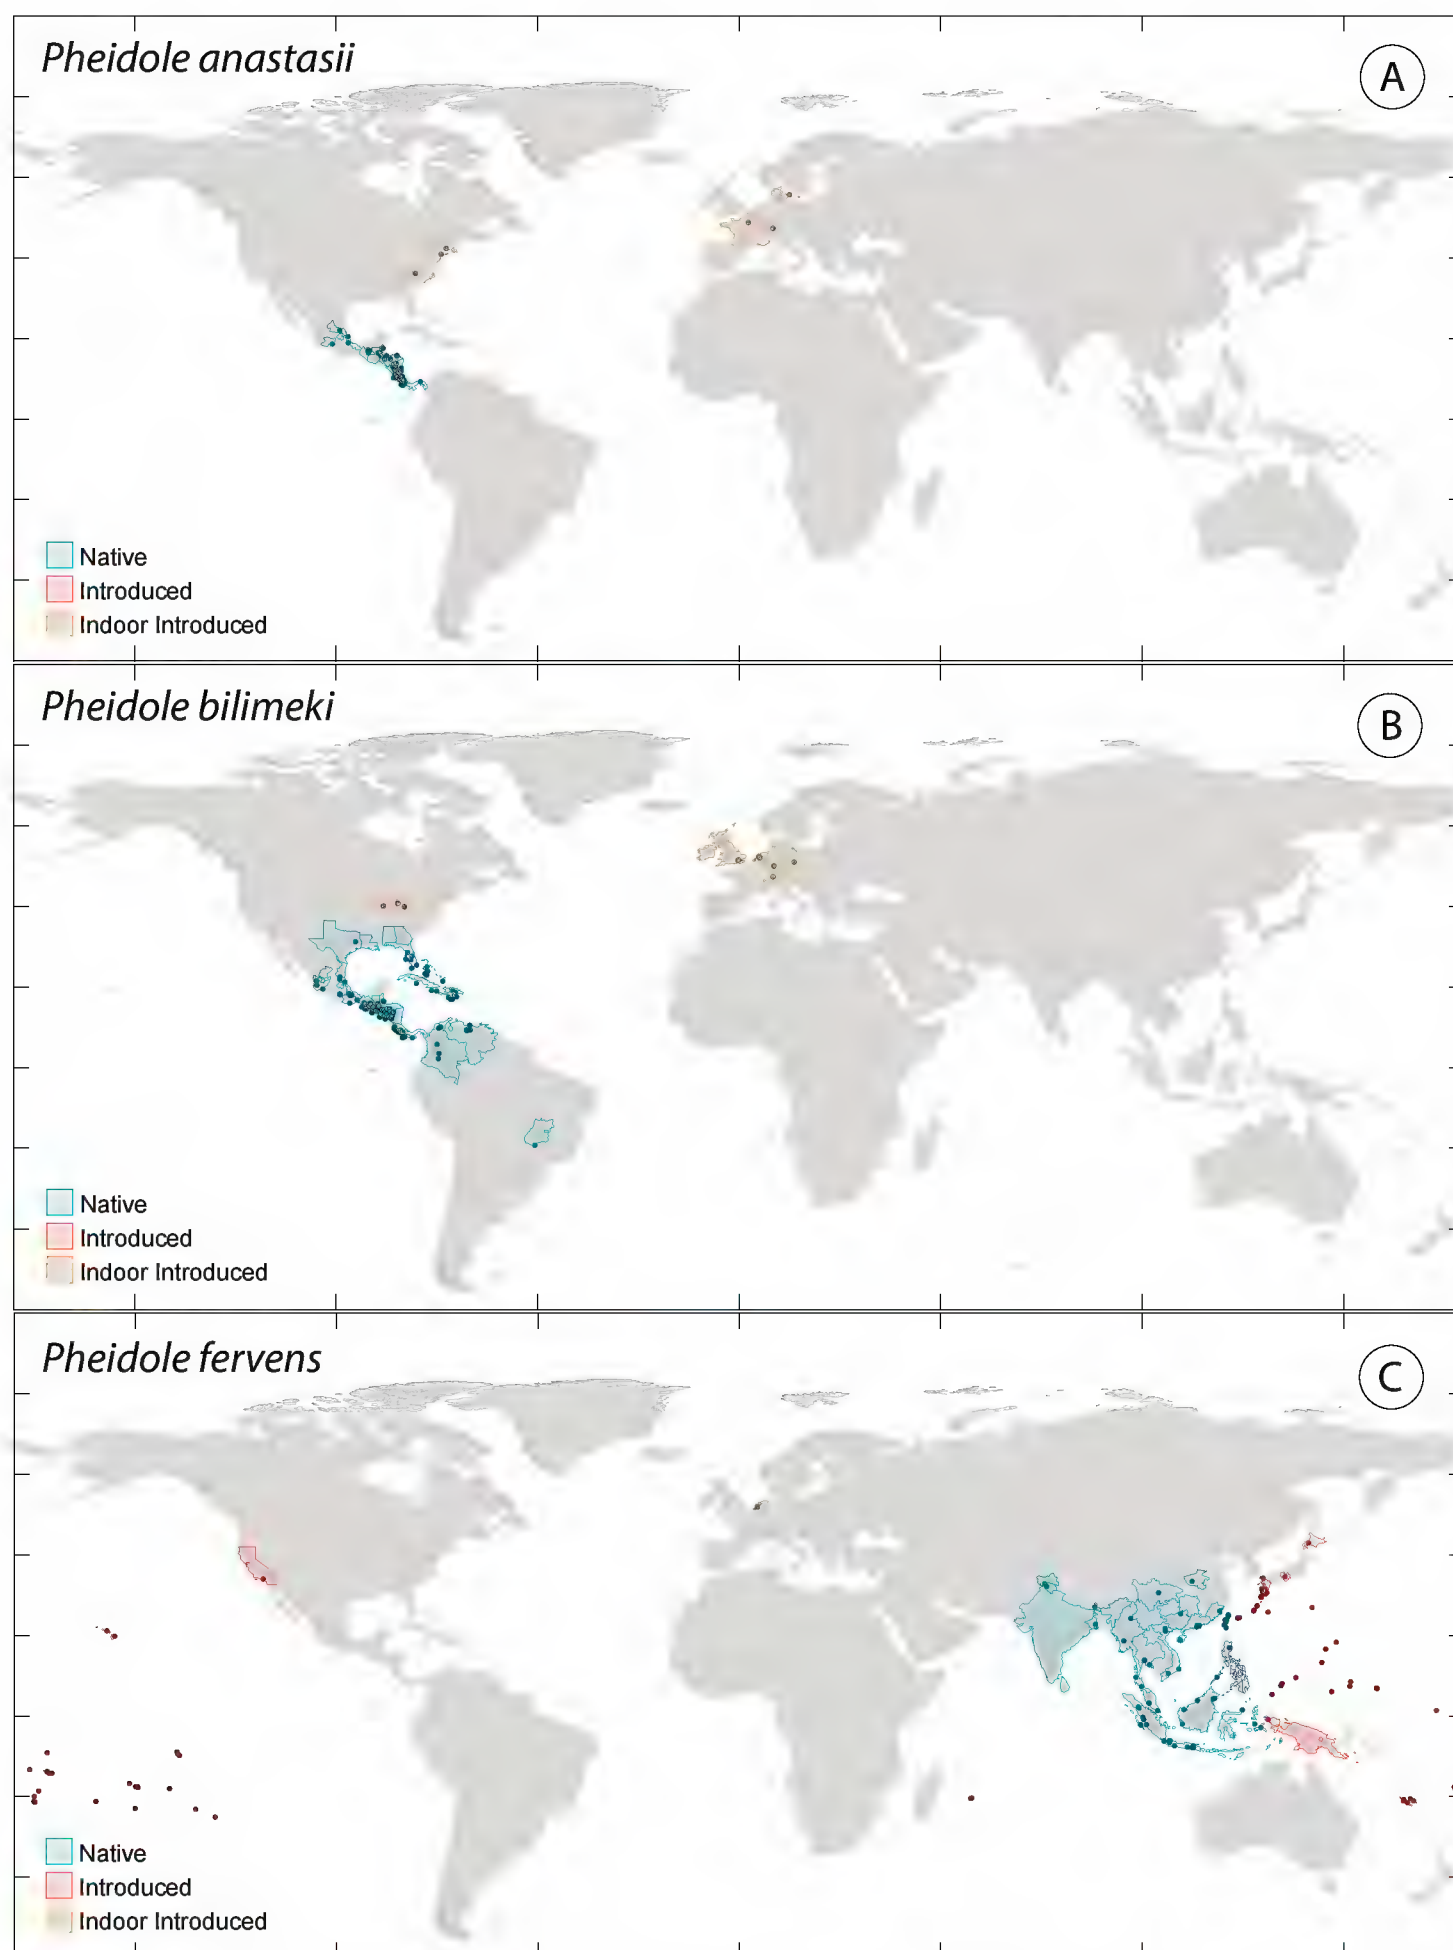 Pheidole anastasii
A
Native
Introduced
Indoor Introduced
Pheidole bilimeki
B
Native
Introduced
Indoor Introduced
Pheidole fervens
C
Native
Introduced
Indoor Introduced